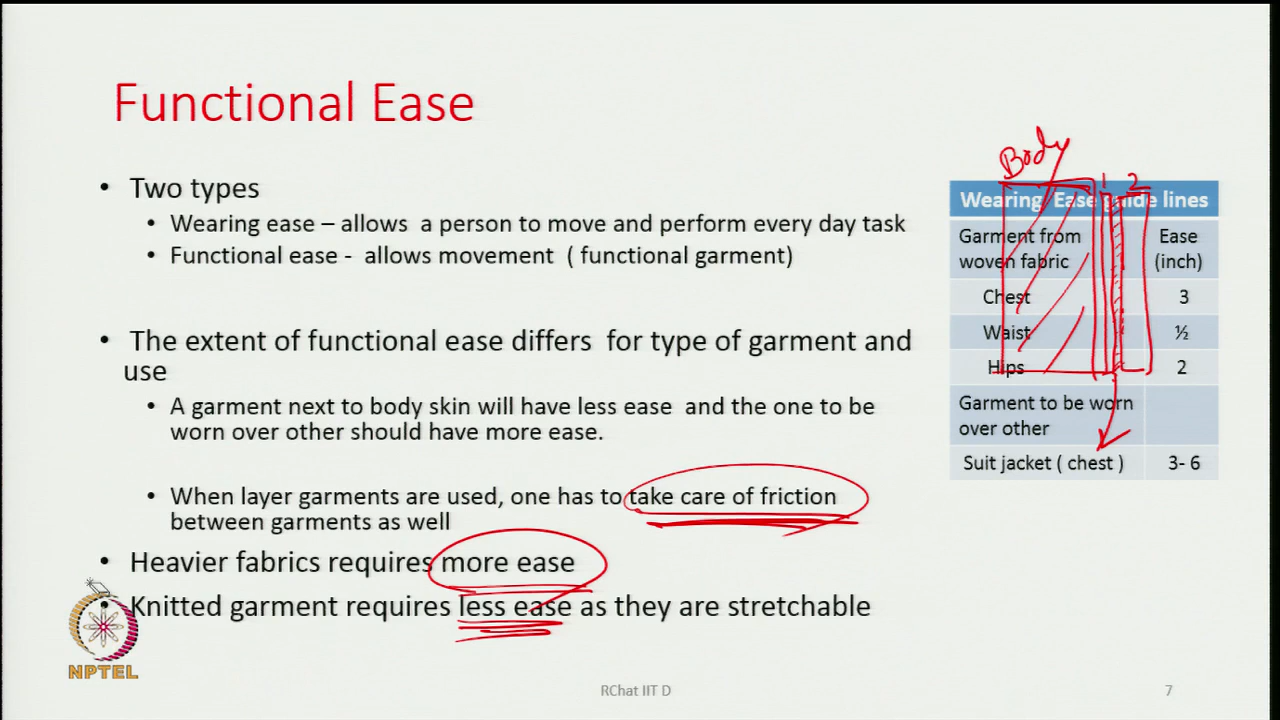 Functional Ease
• Two types
• Wearing ease – allows a person to move and perform every day task
• Functional ease - allows movement ( functional garment)
• The extent of functional ease differs for type of garment and
use
• A garment next to body skin will have less ease and the one to be
worn over other should have more ease.
• When layer garments are used, one has to take care of friction
between garments as well
• Heavier fabrics requires more ease
• Knitted garment requires less ease as they are stretchable
Body
1 2
Wearing Ease guide lines
Garment from woven fabric Ease (inch)
Chest 3
Waist ½
Hips 2
Garment to be worn
over other
Suit jacket ( chest ) 3- 6
NPTEL
RChat IIT D
7